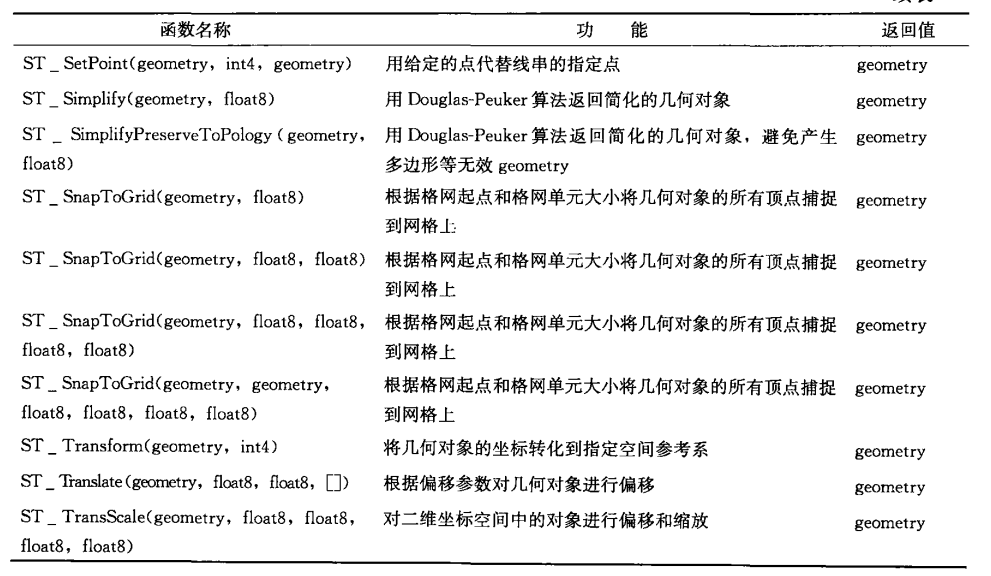 函数名称 功 能 返回值
ST _ SetPoint(geometry, int4, geometry) 用给定的点代替线串的指定点 geometry
ST _ Simplify(geometry, float8) 用 Douglas-Peuker 算法返回简化的几何对象 geometry
ST _ SimplifyPreserveToPology (geometry, 用 Douglas-Peuker 算法返回简化的几何对象，避免产生 geometry
float8) 多边形等无效 geometry
ST _ SnapToGrid(geometry, float8) 根据格网起点和格网单元大小将几何对象的所有顶点捕捉 geometry
到网格上
ST _ SnapToGrid(geometry, float8, float8) 根据格网起点和格网单元大小将几何对象的所有顶点捕捉 geometry
到网格上
ST _ SnapToGrid(geometry, float8, float8, 根据格网起点和格网单元大小将几何对象的所有顶点捕捉 geometry
float8, float8) 到网格上
ST _ SnapToGrid(geometry, geometry, 根据格网起点和格网单元大小将几何对象的所有顶点捕捉 geometry
float8, float8, float8, float8) 到网格上
ST _ Transform(geometry, int4) 将几何对象的坐标转化到指定空间参考系 geometry
ST _ Translate (geometry, float8, float8, []) 根据偏移参数对几何对象进行偏移 geometry
ST _ TransScale(geometry, float8, float8, 对二维坐标空间中的对象进行偏移和缩放 geometry
float8, float8)